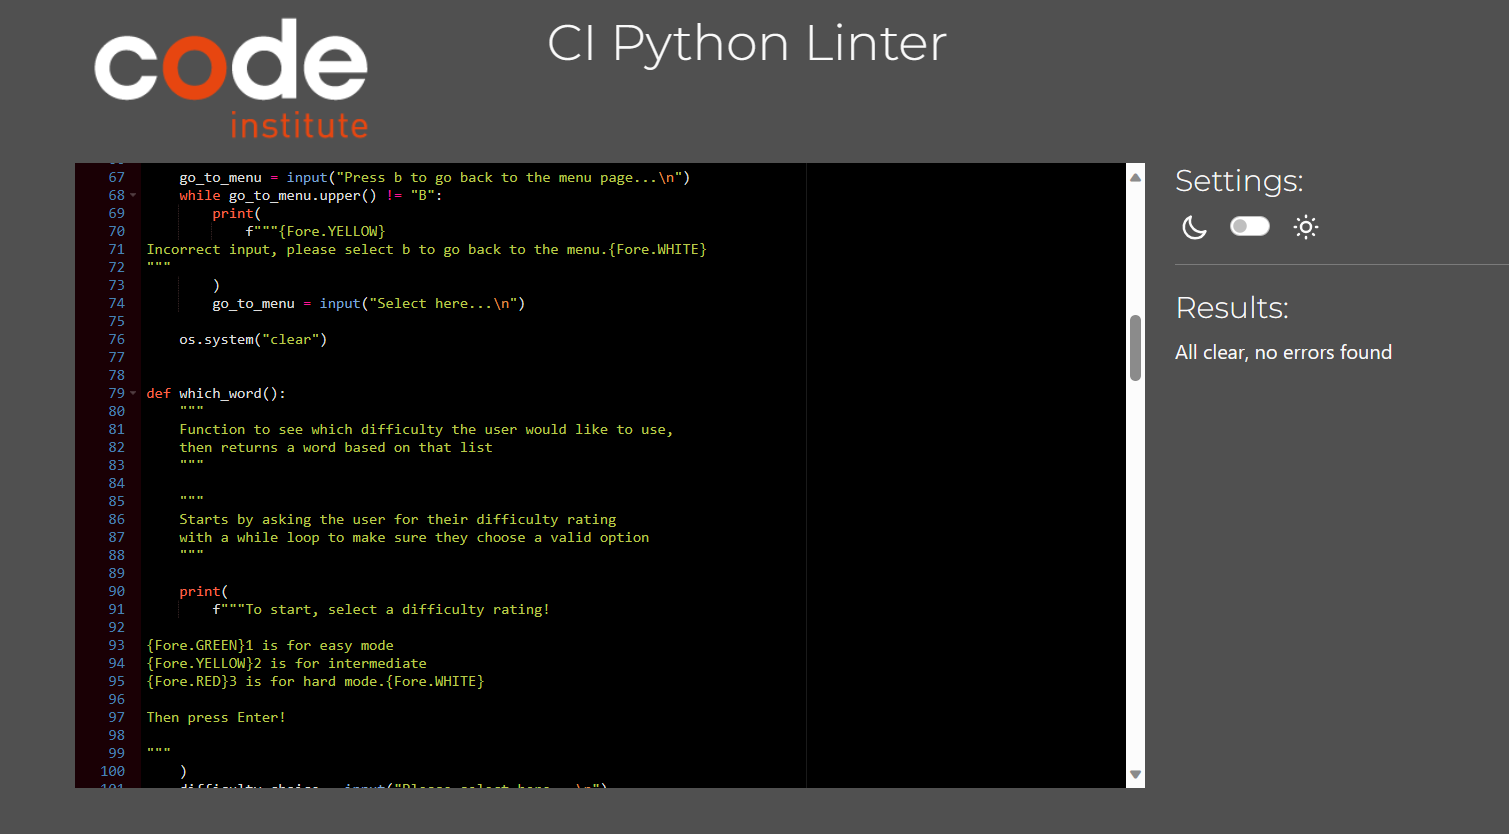 code
institute
CI Python Linter
67 go_to_menu = input("Press b to go back to the menu page...\n")
68 while go_to_menu.upper() != "B":
69 print(
70 f"""{Fore.YELLOW}
71 Incorrect input, please select b to go back to the menu.{Fore.WHITE}
72 """
73 )
74 go_to_menu = input("Select here...\n")
75
76 os.system("clear")
77
78
79 def which_word():
80 """
81 Function to see which difficulty the user would like to use,
82 then returns a word based on that list
83 """
84
85 """
86 Starts by asking the user for their difficulty rating
87 with a while loop to make sure they choose a valid option
88 """
89
90 print(
91 f"""To start, select a difficulty rating!
92
93 {Fore.GREEN}1 is for easy mode
94 {Fore.YELLOW}2 is for intermediate
95 {Fore.RED}3 is for hard mode.{Fore.WHITE}
96
97 Then press Enter!
98
99 """
100 )
Settings:
Results:
All clear, no errors found